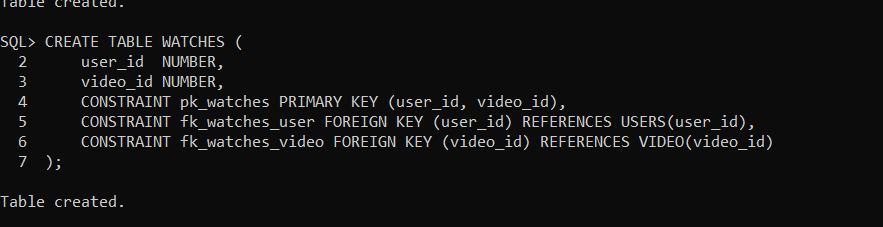 Table created.
SQL> CREATE TABLE WATCHES (
  2      user_id  NUMBER,
  3      video_id NUMBER,
  4      CONSTRAINT pk_watches PRIMARY KEY (user_id, video_id),
  5      CONSTRAINT fk_watches_user FOREIGN KEY (user_id) REFERENCES USERS(user_id),
  6      CONSTRAINT fk_watches_video FOREIGN KEY (video_id) REFERENCES VIDEO(video_id)
  7  );
Table created.